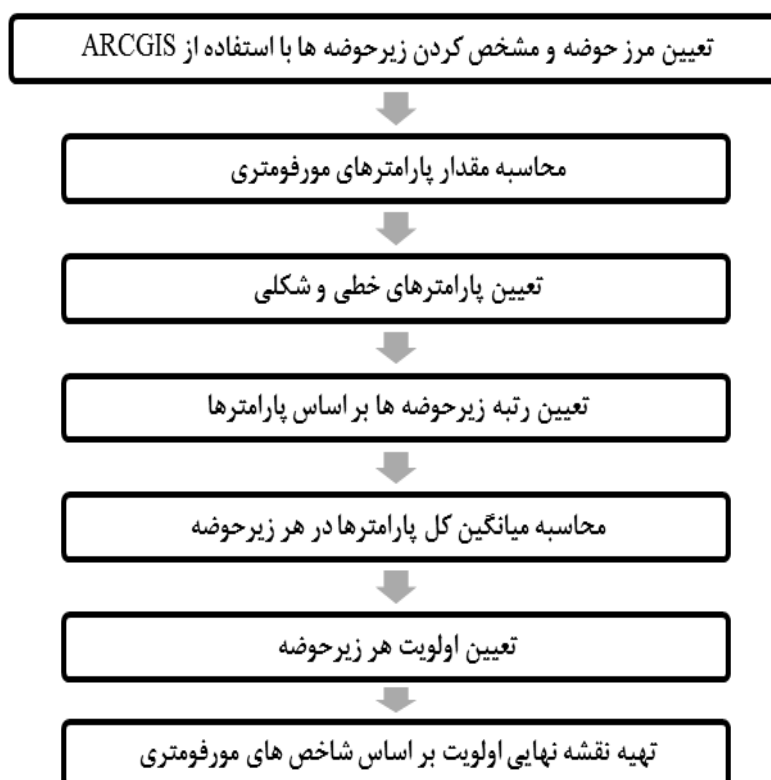 تعیین مرز حوضه و مشخص کردن زیرحوضه ها با استفاده از ARCGIS
محاسبه مقدار پارامترهای مورفومتری
تعیین پارامترهای خطی و شکلی
تعیین رتبه زیرحوضه ها بر اساس پارامترها
محاسبه میانگین کل پارامترها در هر زیرحوضه
تعیین اولویت هر زیرحوضه
تهیه نقشه نهایی اولویت بر اساس شاخص های مورفومتری